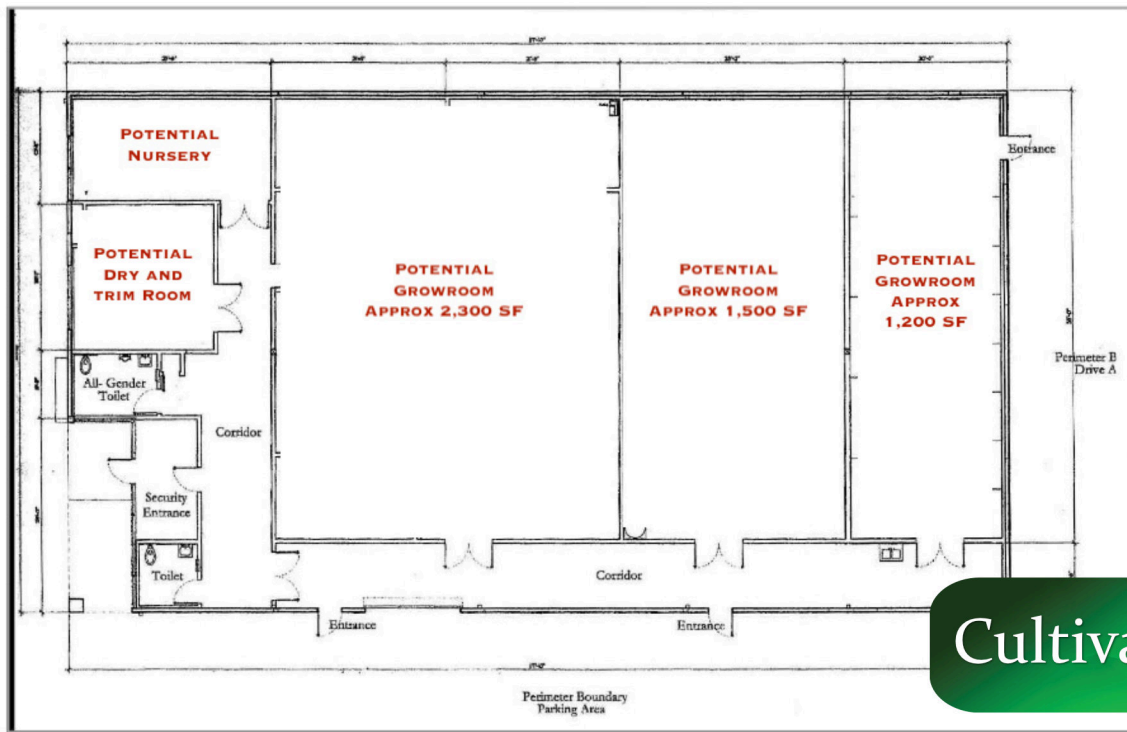 POTENTIAL
NURSERY
Entrance
POTENTIAL
DRY AND
TRIM ROOM
POTENTIAL
GROWROOM
APPROX 2,300 SF
POTENTIAL
GROWROOM
APPROX 1,500 SF
POTENTIAL
GROWROOM
APPROX
1,200 SF
Perimeter B
Drive A
All- Gender
Toilet
Corridor
Security
Entrance
Toilet
Corridor
Entrance
Entrance
Cultiva
Perimeter Boundary
Parking Area